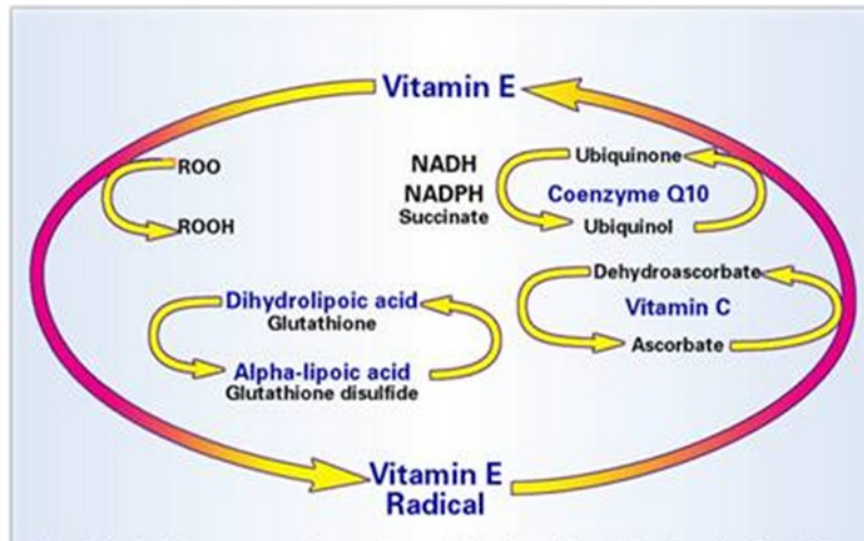 Vitamin E
ROO
ROOH
NADH
NADPH
Succinate
Ubiquinone
Coenzyme Q10
Ubiquinol
Dehydroascorbate
Vitamin C
Ascorbate
Dihydrolipoic acid
Glutathione
Alpha-lipoic acid
Glutathione disulfide
Vitamin E
Radical